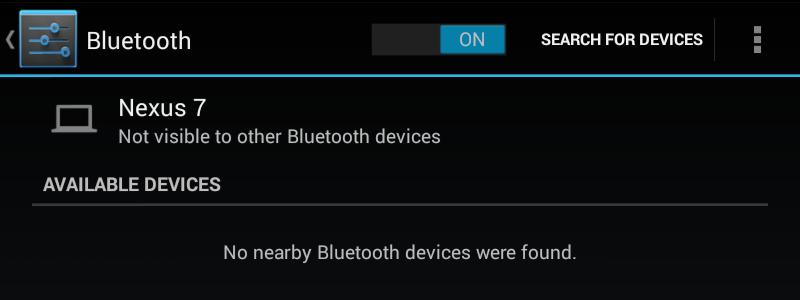 Bluetooth
ON
SEARCH FOR DEVICES
Nexus 7
Not visible to other Bluetooth devices
AVAILABLE DEVICES
No nearby Bluetooth devices were found.